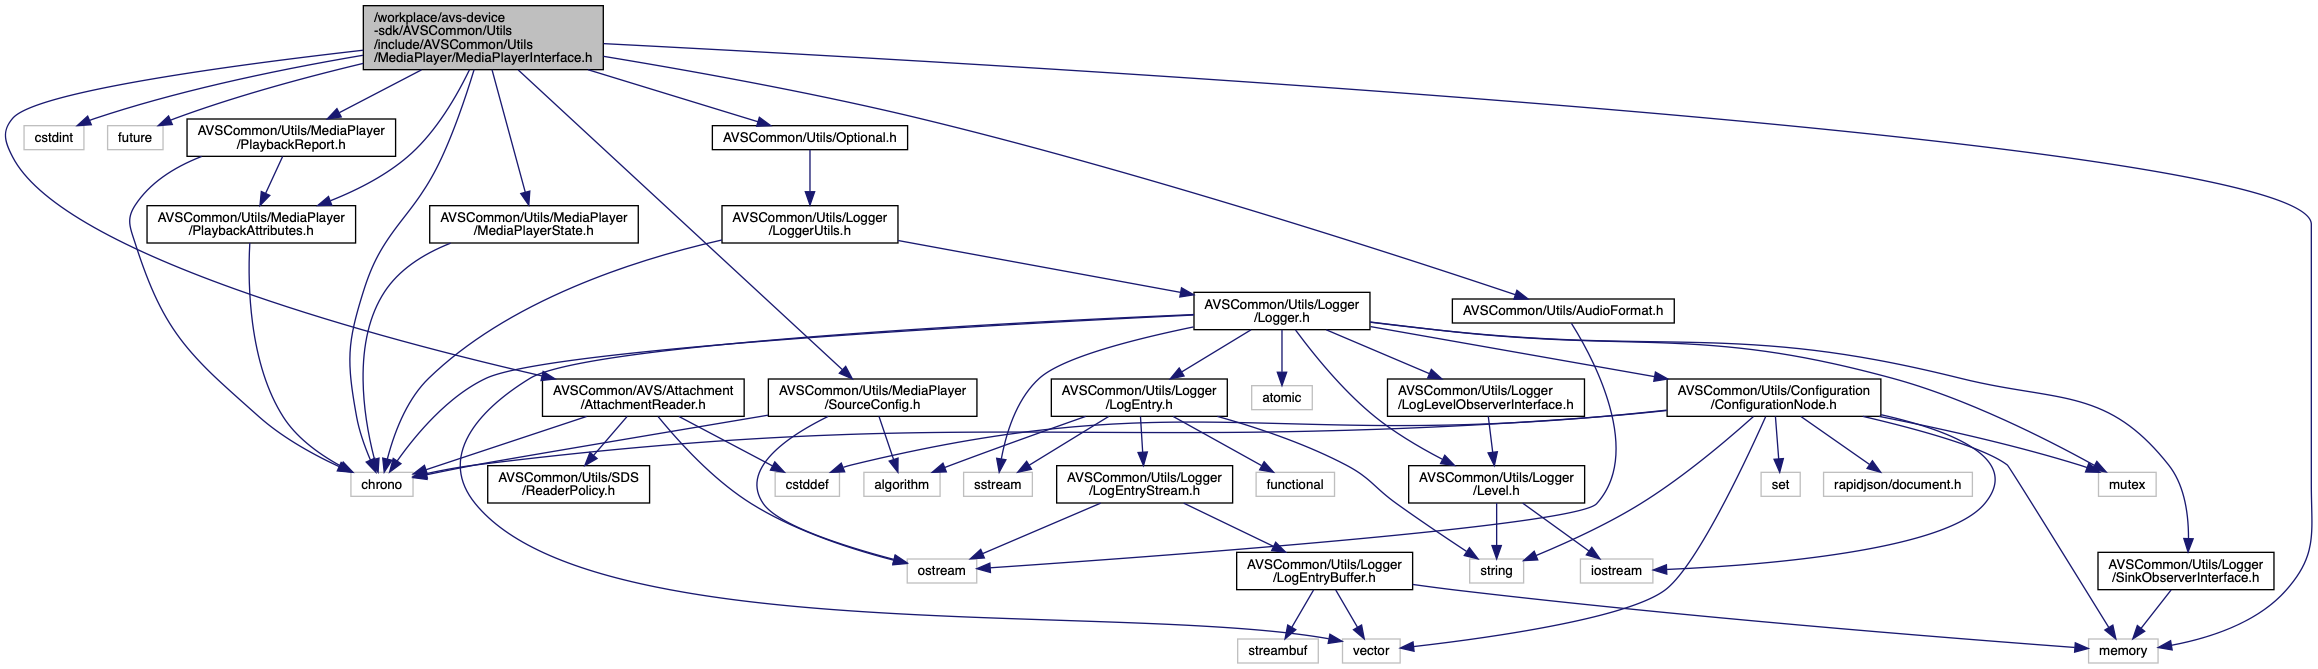 /workplace/avs-device
-sdk/AVSCommon/Utils
/include/AVSCommon/Utils
/MediaPlayer/MediaPlayerInterface.h
cstdint
future
AVSCommon/Utils/MediaPlayer
/PlaybackReport.h
AVSCommon/Utils/Optional.h
AVSCommon/Utils/MediaPlayer
/PlaybackAttributes.h
AVSCommon/Utils/MediaPlayer
/MediaPlayerState.h
AVSCommon/Utils/Logger
/LoggerUtils.h
AVSCommon/Utils/Logger
/Logger.h
AVSCommon/Utils/AudioFormat.h
AVSCommon/AVS/Attachment
/AttachmentReader.h
AVSCommon/Utils/MediaPlayer
/SourceConfig.h
AVSCommon/Utils/Logger
/LogEntry.h
atomic
AVSCommon/Utils/Logger
/LogLevelObserverInterface.h
AVSCommon/Utils/Configuration
/ConfigurationNode.h
chrono
AVSCommon/Utils/SDS
/ReaderPolicy.h
cstddef
algorithm
sstream
AVSCommon/Utils/Logger
/LogEntryStream.h
functional
AVSCommon/Utils/Logger
/Level.h
set
rapidjson/document.h
mutex
ostream
AVSCommon/Utils/Logger
/LogEntryBuffer.h
string
iostream
AVSCommon/Utils/Logger
/SinkObserverInterface.h
streambuf
vector
memory